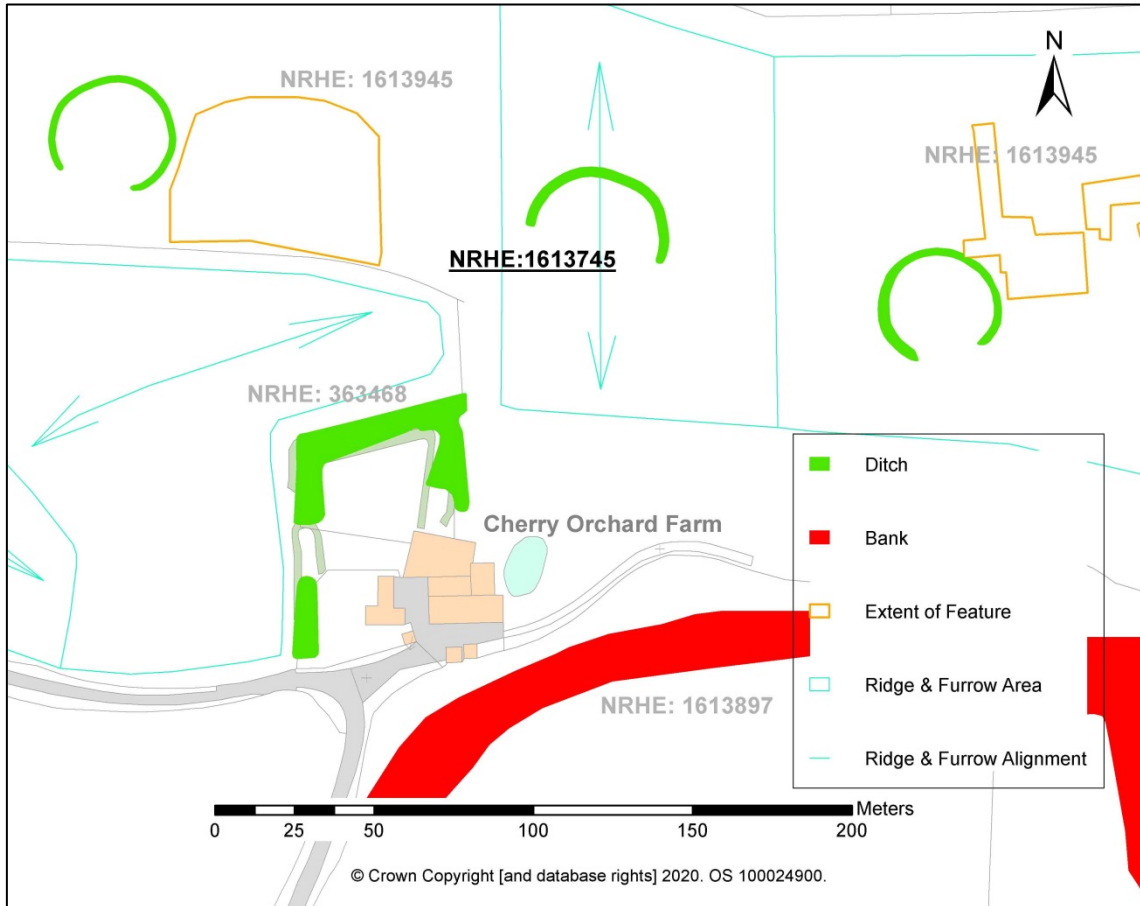 NRHE: 1613945
N
NRHE: 1613945
NRHE:1613745
NRHE: 363468
Cherry Orchard Farm
NRHE: 1613897
Ditch
Bank
Extent of Feature
Ridge & Furrow Area
Ridge & Furrow Alignment
Meters
0 25 50 100 150 200
© Crown Copyright [and database rights] 2020. OS 100024900.